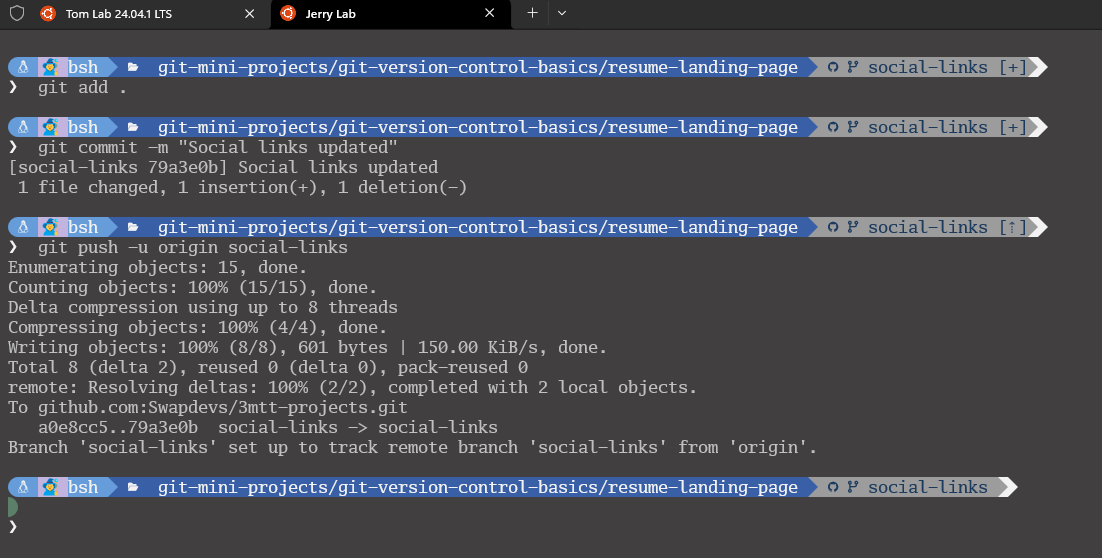 Tom Lab 24.04.1 LTS
Jerry Lab
bsh git-mini-projects/git-version-control-basics/resume-landing-page social-links [+]
❯ git add .
bsh git-mini-projects/git-version-control-basics/resume-landing-page social-links [+]
❯ git commit -m "Social links updated"
[social-links 79a3e0b] Social links updated
1 file changed, 1 insertion(+), 1 deletion(-)
bsh git-mini-projects/git-version-control-basics/resume-landing-page social-links [↑]
❯ git push -u origin social-links
Enumerating objects: 15, done.
Counting objects: 100% (15/15), done.
Delta compression using up to 8 threads
Compressing objects: 100% (4/4), done.
Writing objects: 100% (8/8), 601 bytes | 150.00 KiB/s, done.
Total 8 (delta 2), reused 0 (delta 0), pack-reused 0
remote: Resolving deltas: 100% (2/2), completed with 2 local objects.
To github.com:Swapdevs/3mtt-projects.git
a0e8cc5..79a3e0b social-links -> social-links
Branch 'social-links' set up to track remote branch 'social-links' from 'origin'.
bsh git-mini-projects/git-version-control-basics/resume-landing-page social-links
❯